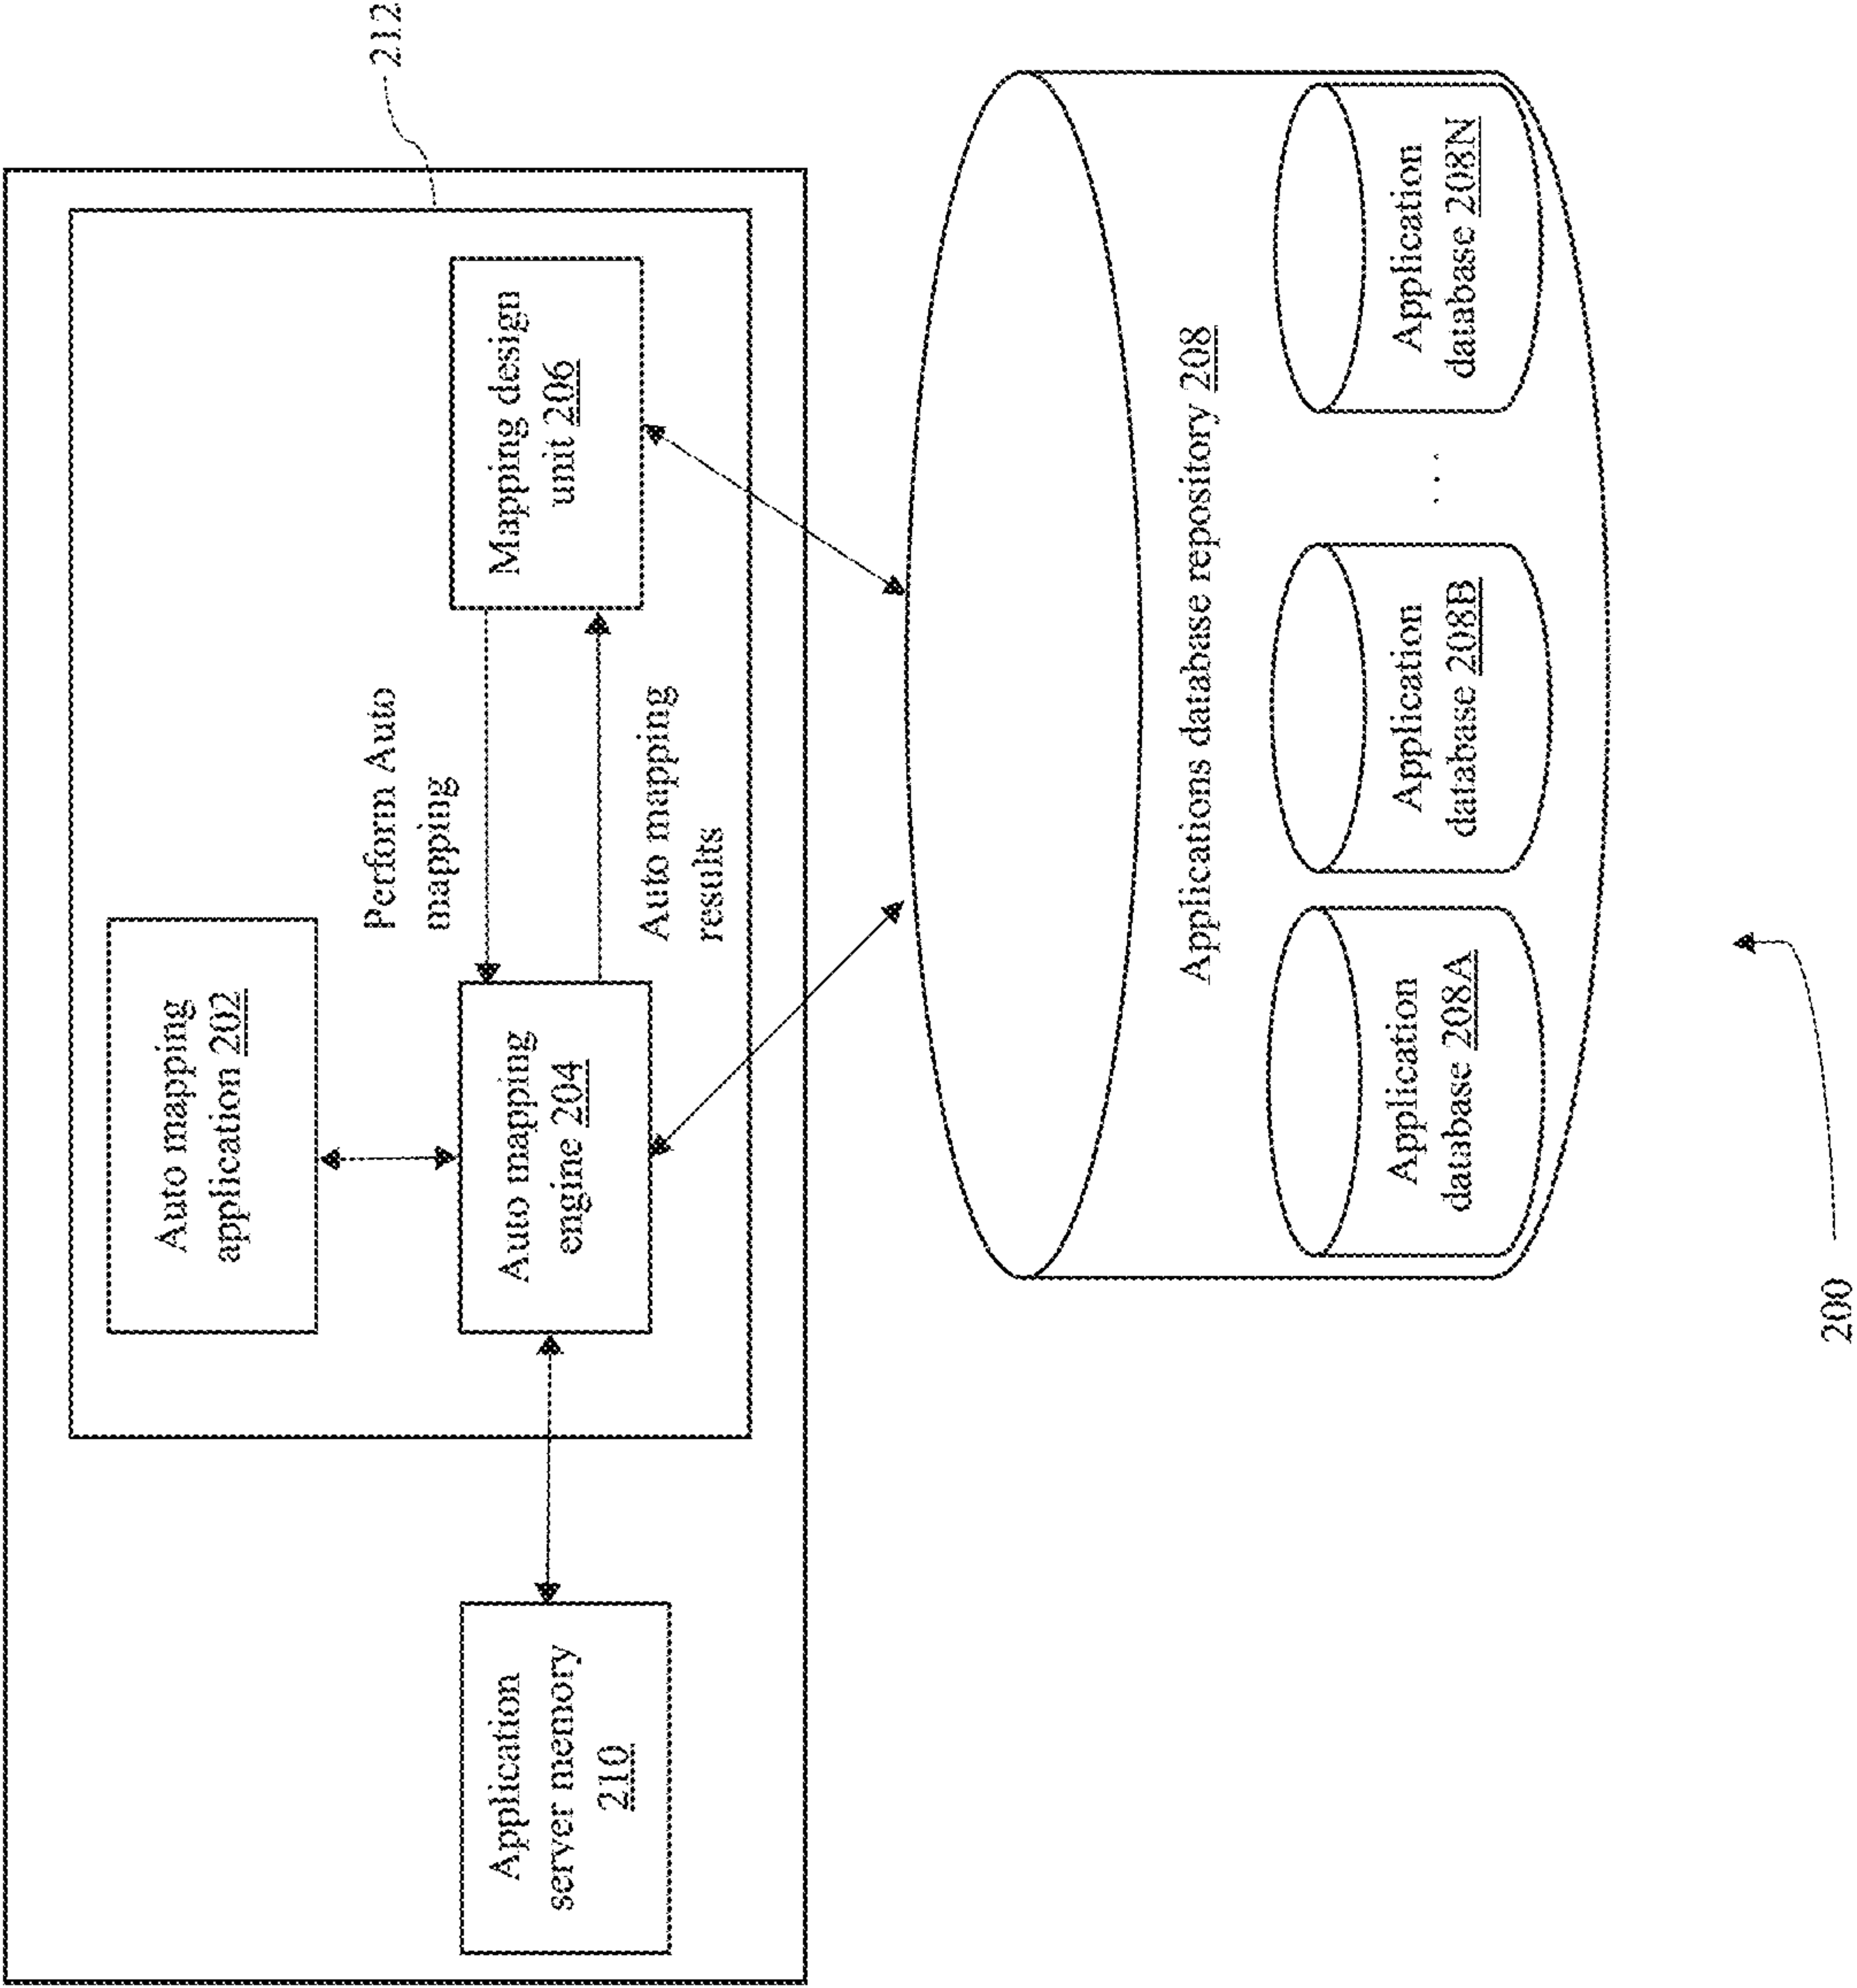 212
Auto mapping
application 202
Perform Auto
mapping
Application
server memory
210
Auto mapping
engine 204
Mapping design
unit 206
Auto mapping
results
Applications database repository 208
Application
database 208A
Application
database 208B
. . .
Application
database 208N
200